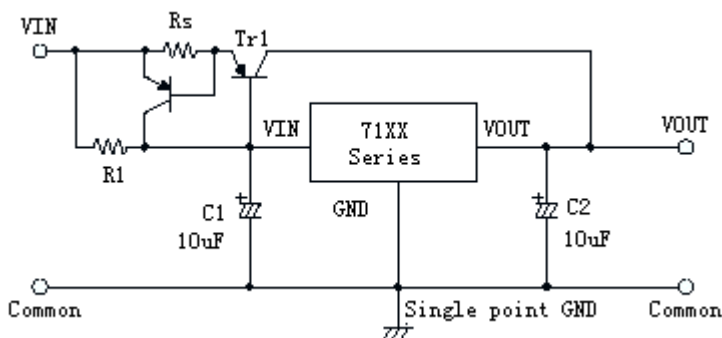 VIN
Rs
Tr1
R1
VIN
71XX
Series
VOUT
VOUT
C1
10uF
GND
C2
10uF
Common
Single point GND
Common